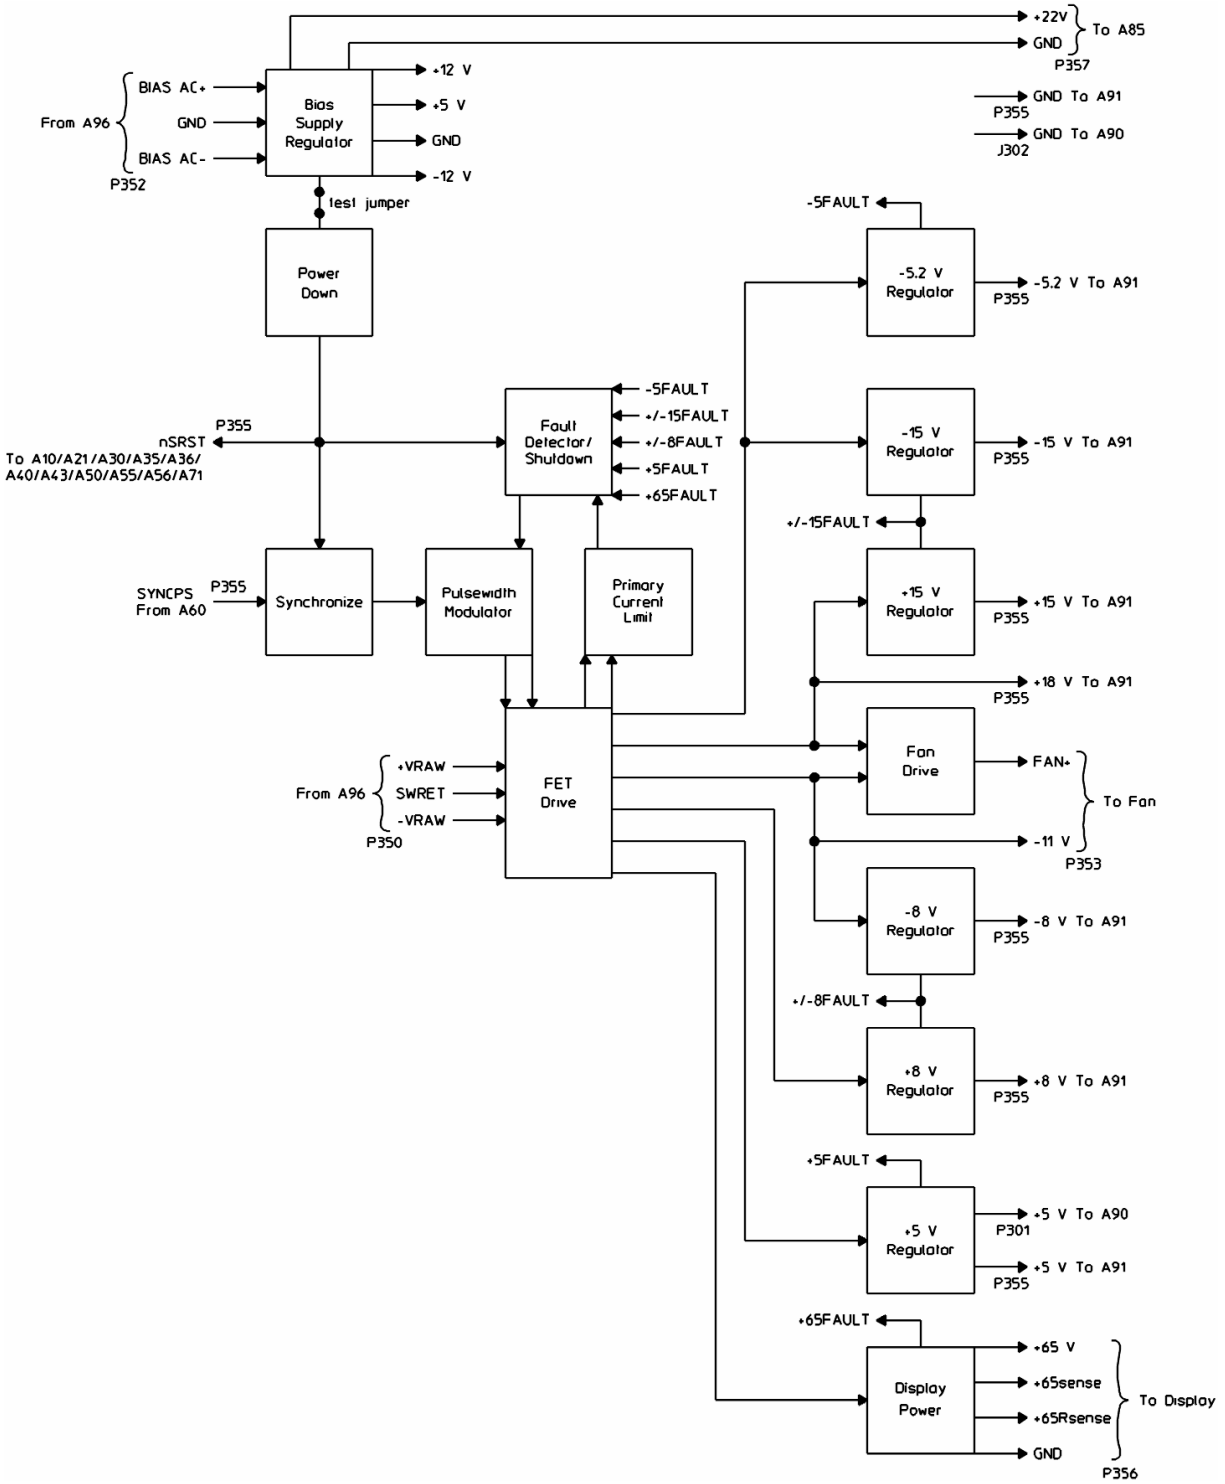 +22V
To A85
GND
P357
BIAS AC+
From A96
GND
BIAS AC-
P352
Bias
Supply
Regulator
+12 V
+5 V
GND
-12 V
GND To A91
P355
GND To A90
J302
test jumper
Power
Down
-5FAULT
-5.2 V
Regulator
-5.2 V To A91
P355
P355
nSRST
To A10/A21/A30/A35/A36/
A40/A43/A50/A55/A56/A71
Fault
Detector/
Shutdown
-5FAULT
+/-15FAULT
+/-8FAULT
+5FAULT
+65FAULT
-15 V
Regulator
-15 V To A91
P355
+/-15FAULT
SYNCPS
From A60
P355
Synchronize
Pulsewidth
Modulator
Primary
Current
Limit
+15 V
Regulator
+15 V To A91
P355
+18 V To A91
P355
From A96
+VRAW
SWRET
-VRAW
P350
FET
Drive
Fan
Drive
FAN+
To Fan
-11 V
P353
-8 V
Regulator
-8 V To A91
P355
+/-8FAULT
+8 V
Regulator
+8 V To A91
P355
+5FAULT
+5 V
Regulator
+5 V To A90
P301
+5 V To A91
P355
+65FAULT
Display
Power
+65 V
+65sense
+65Rsense
GND
To Display
P356